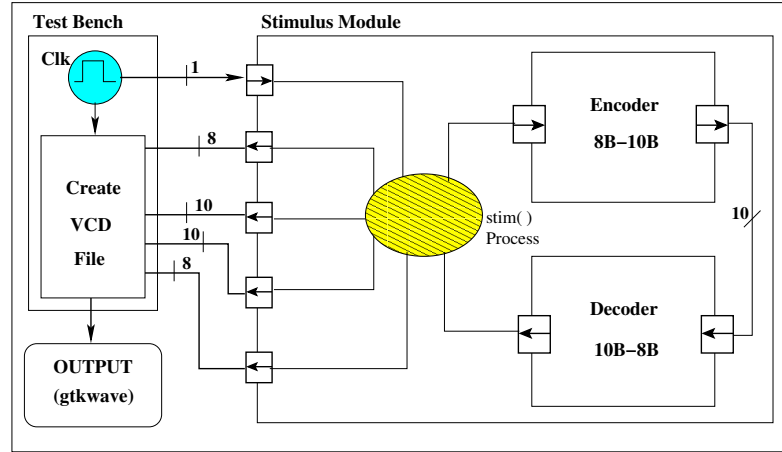 Test Bench
Stimulus Module
Clk
1
8
Create
VCD
File
10
10
8
OUTPUT
(gtkwave)
stim( )
Process
Encoder
8B−10B
10
Decoder
10B−8B